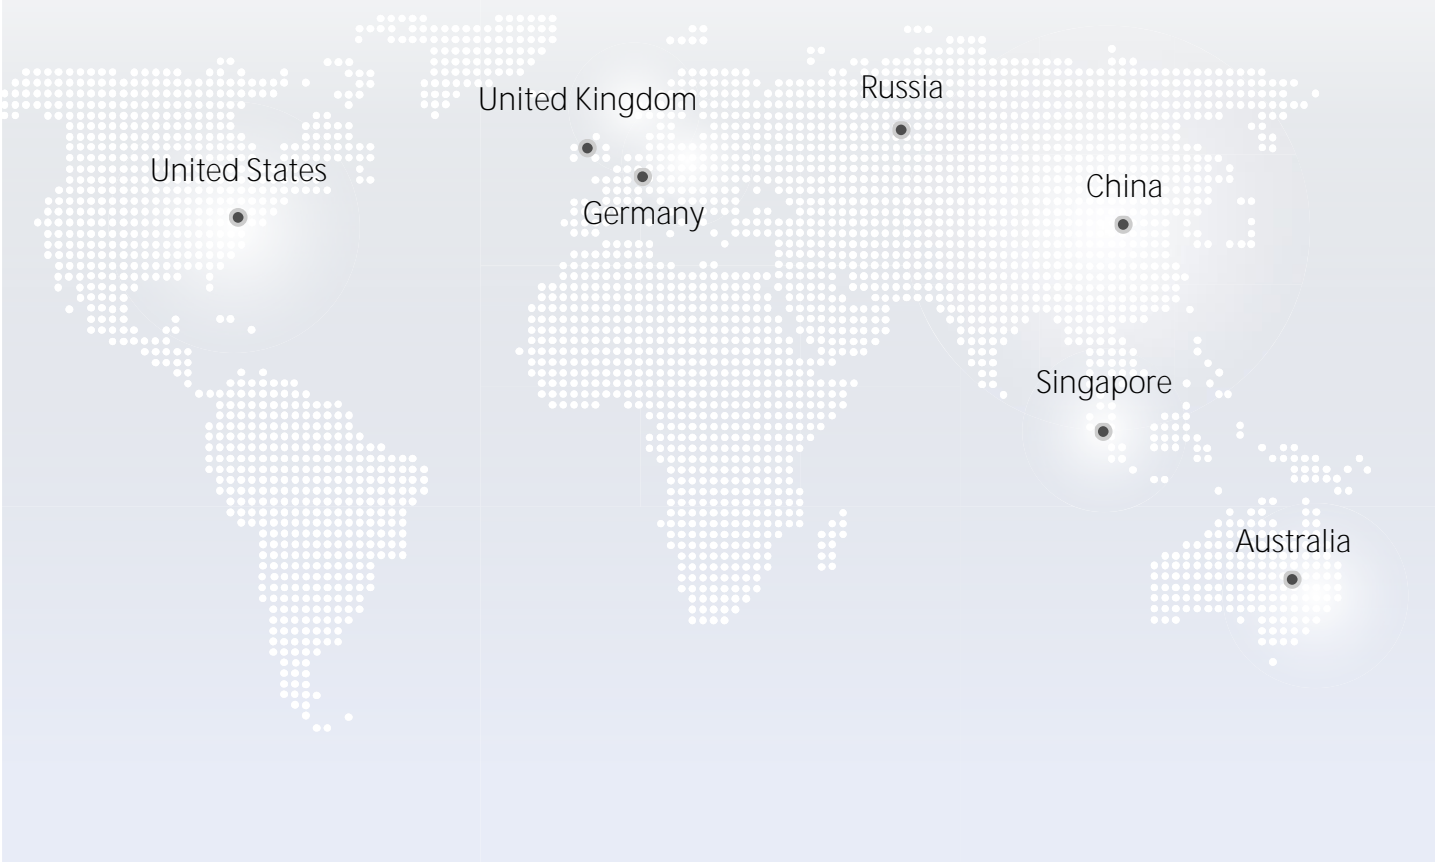 Russia
United Kingdom
United States
China
Germany
Singapore
Australia